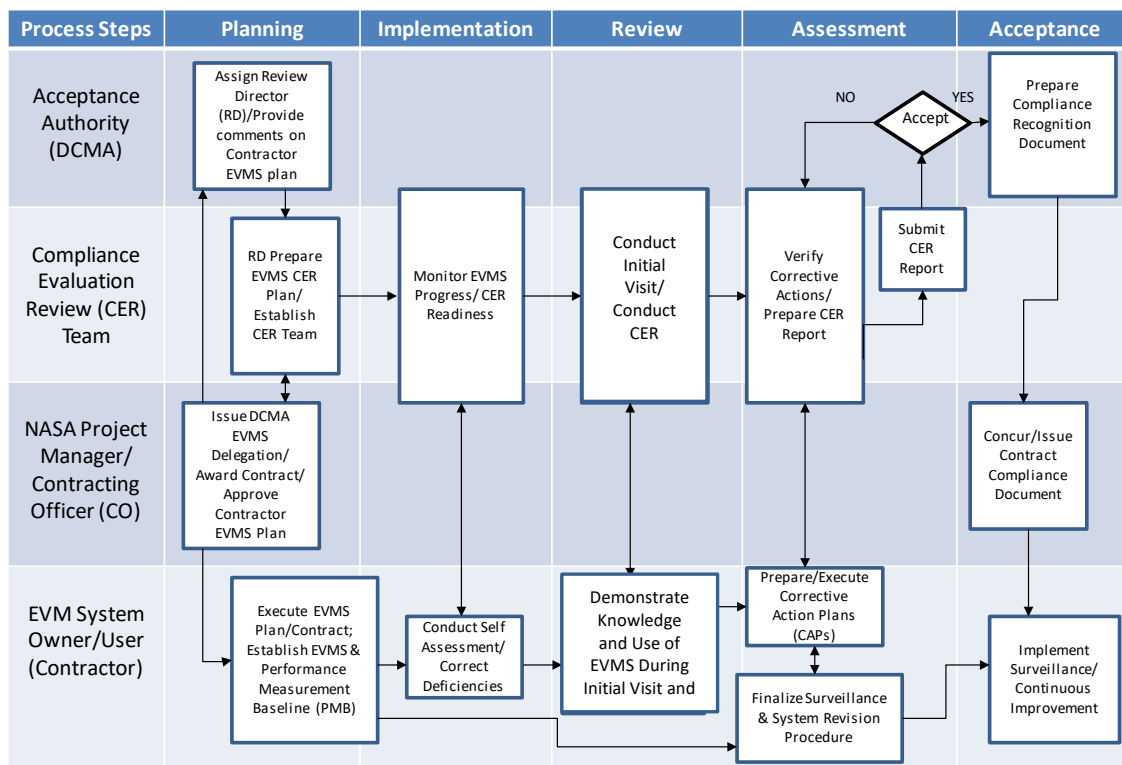 Process Steps
Planning
Implementation
Review
Assessment
Acceptance
Acceptance
Authority
(DCMA)
Assign Review
Director
(RD)/Provide
comments on
Contractor
EVMS plan
NO
YES
Accept
Prepare
Compliance
Recognition
Document
Compliance
Evaluation
Review (CER)
Team
RD Prepare
EVMS CER
Plan/
Establish
CER Team
Monitor EVMS
Progress/ CER
Readiness
Conduct
Initial
Visit/
Conduct
CER
Verify
Corrective
Actions/
Prepare CER
Report
Submit
CER
Report
NASA Project
Manager/
Contracting
Officer (CO)
Issue DCMA
EVMS
Delegation/
Award Contract/
Approve
Contractor
EVMS Plan
Concur/Issue
Contract
Compliance
Document
EVM System
Owner/User
(Contractor)
Execute EVMS
Plan/Contract;
Establish EVMS &
Performance
Measurement
Baseline (PMB)
Conduct Self
Assessment/
Correct
Deficiencies
Demonstrate
Knowledge
and Use of
EVMS During
Initial Visit and
Prepare/Execute
Corrective
Action Plans
(CAPs)
Finalize Surveillance
& System Revision
Procedure
Implement
Surveillance/
Continuous
Improvement